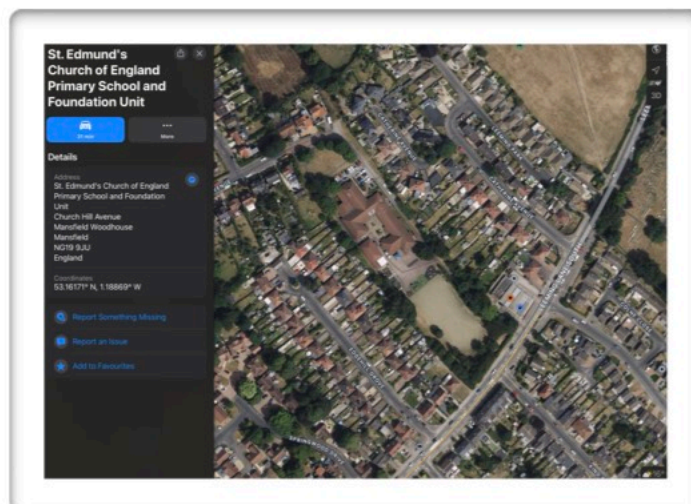 St. Edmund's
Church of England
Primary School and
Foundation Unit
More
Details
Address
St. Edmund's Church of England
Primary School and Foundation
Unit
Church Hill Avenue
Mansfield Woodhouse
Mansfield
NG19 9JU
England
Coordinates
53.16171° N, 1.18869° W
Report Something Missing
Report an Issue
Add to Favourites
3D